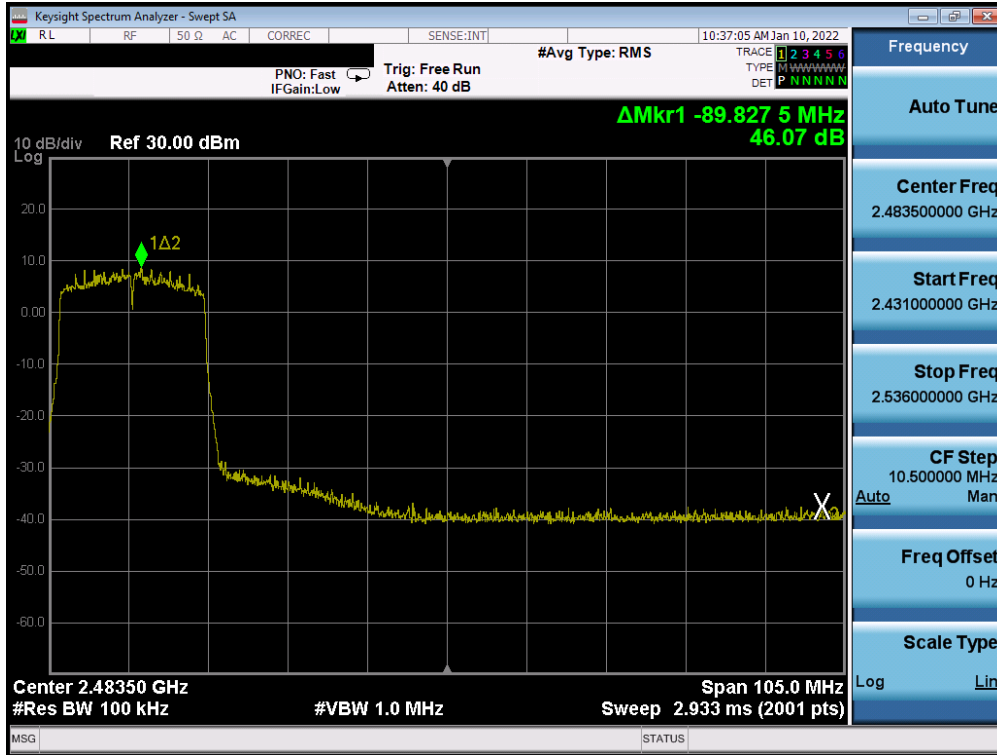 Keysight Spectrum Analyzer - Swept SA
LXI RL RF 50 Ω AC CORREC SENSE:INT 10:37:05 AM Jan 10, 2022
PNO: Fast
IFGain:Low
Trig: Free Run
Atten: 40 dB
#Avg Type: RMS
TRACE 1 2 3 4 5 6
TYPE M WWWWW
DET P N N N N N
ΔMkr1 -89.827 5 MHz
46.07 dB
10 dB/div Ref 30.00 dBm
Log
20.0
1Δ2
10.0
0.00
-10.0
-20.0
-30.0
-40.0
X
-50.0
-60.0
Center 2.48350 GHz Span 105.0 MHz
#Res BW 100 kHz #VBW 1.0 MHz Sweep 2.933 ms (2001 pts)
MSG STATUS
Frequency
Auto Tune
Center Freq
2.483500000 GHz
Start Freq
2.431000000 GHz
Stop Freq
2.536000000 GHz
CF Step
10.500000 MHz
Auto Man
Freq Offset
0 Hz
Scale Type
Log Lin